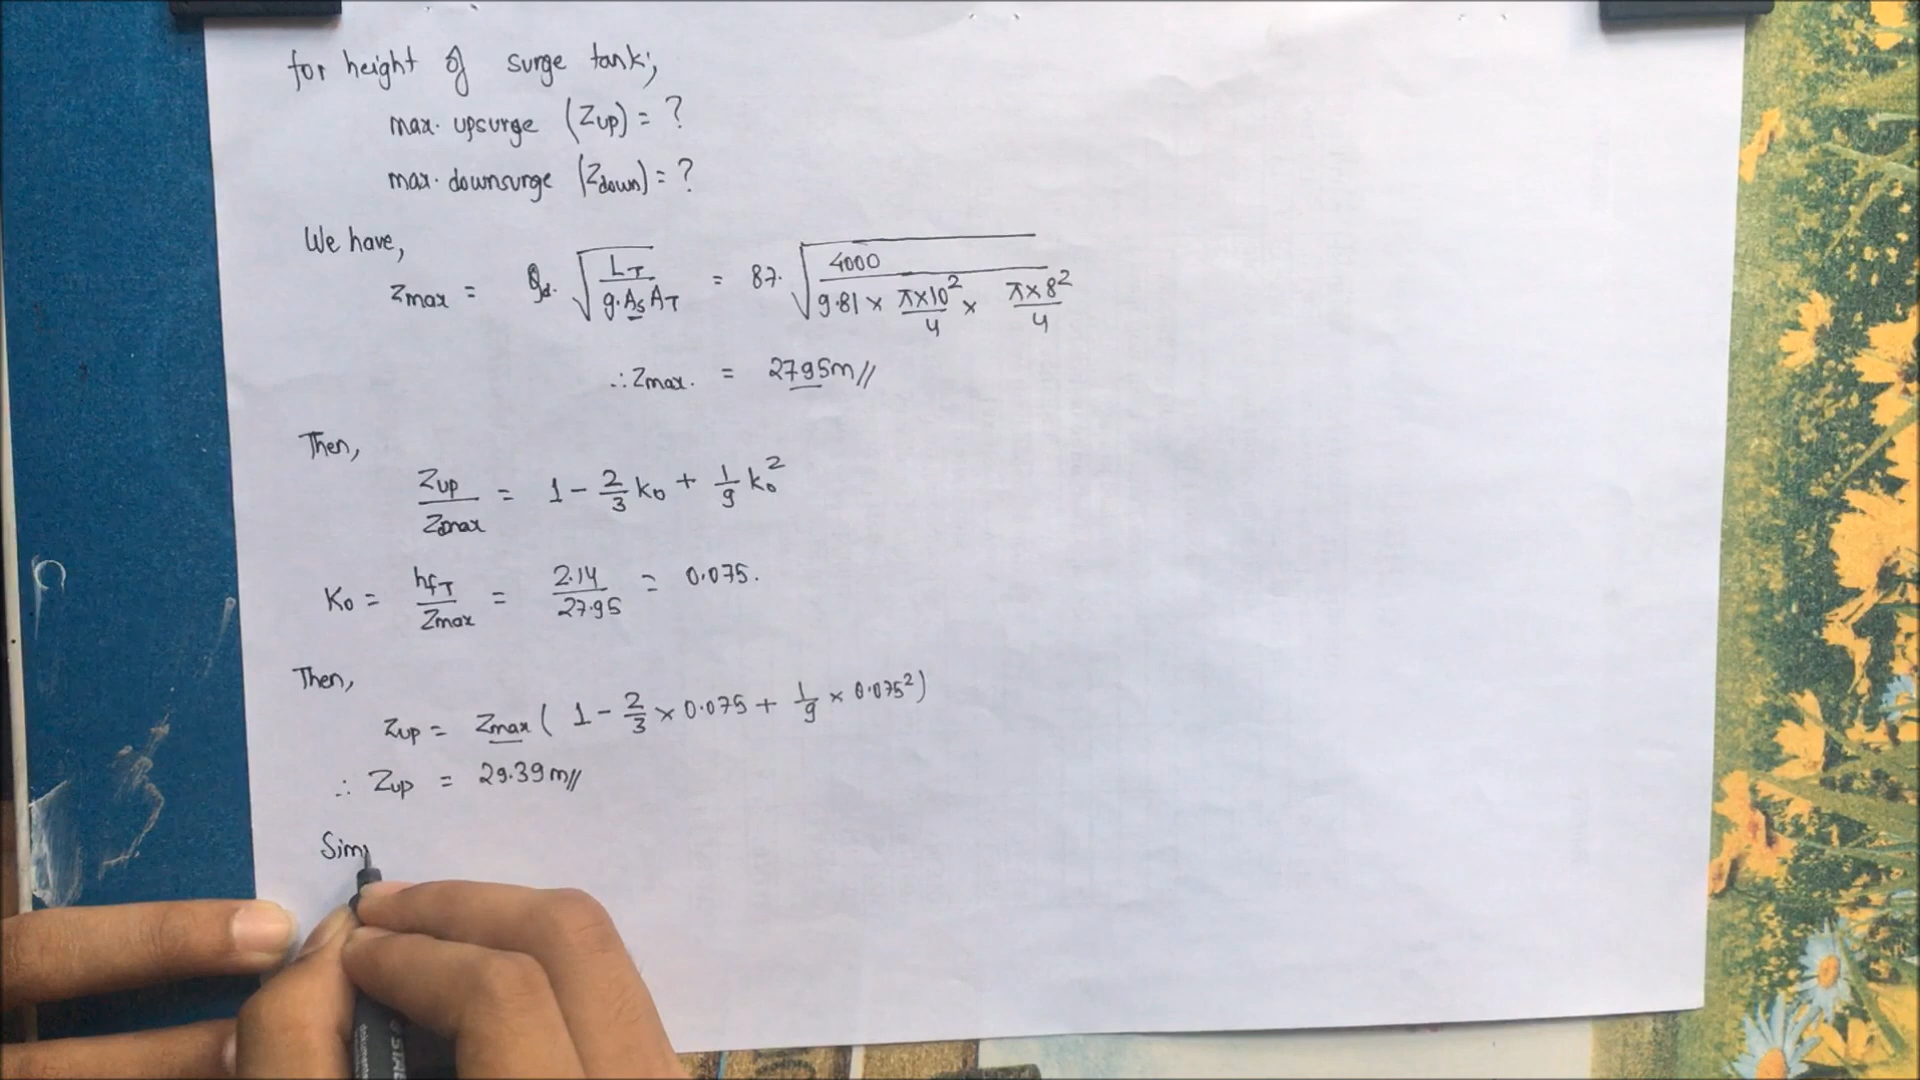 for height of surge tank;
max. upsurge (Zup) = ?
max. downsurge (Zdown) = ?
We have,
Zmax = Qd. √(LT / g.AsAT) = 87. √(4000 / 9.81 × π×10²/4 × π×8²/4)
∴ Zmax. = 27.95m//
Then,
Zup/Zmax = 1 - 2/3 k₀ + 1/9 k₀²
K₀ = hfT/Zmax = 2.14/27.95 = 0.075.
Then,
Zup = Zmax ( 1 - 2/3 × 0.075 + 1/9 × 0.075²)
∴ Zup = 29.39m//
Sim